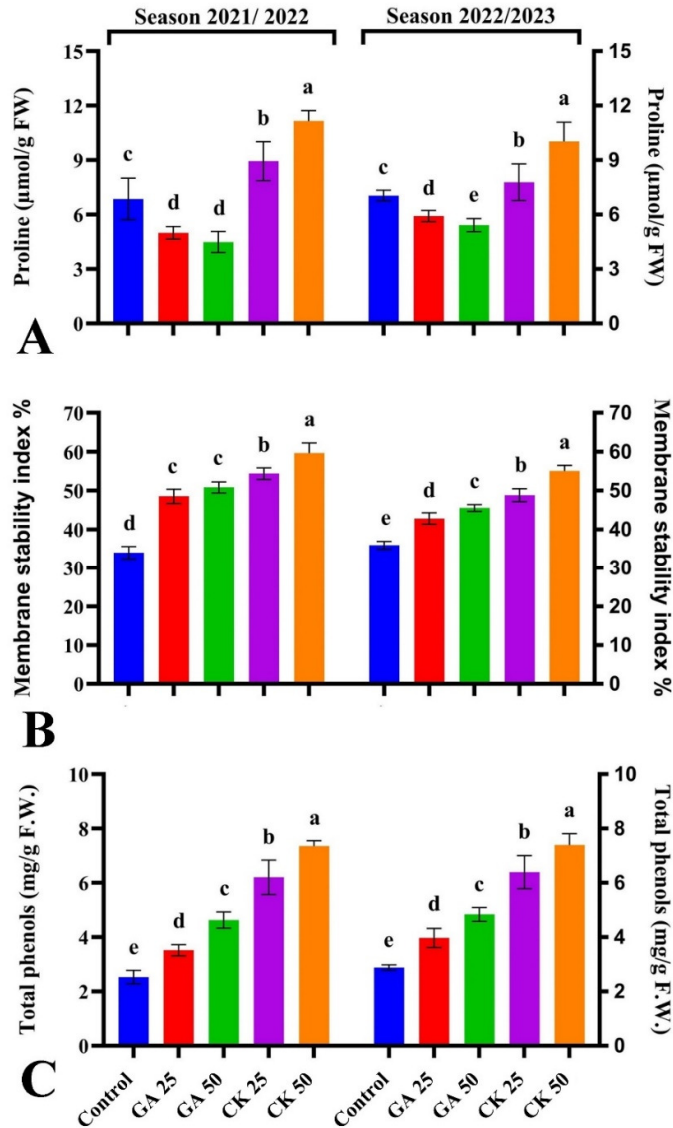 Season 2021/ 2022
Season 2022/2023
Proline (µmol/g FW)
15
12
9
6
3
0
c
d
d
b
a
c
d
e
b
a
15
12
9
6
3
0
Proline (µmol/g FW)
A
Membrane stability index %
70
60
50
40
30
20
10
0
d
c
c
b
a
e
d
c
b
a
70
60
50
40
30
20
10
0
Membrane stability index %
B
Total phenols (mg/g F.W.)
10
8
6
4
2
0
e
d
c
b
a
e
d
c
b
a
10
8
6
4
2
0
Total phenols (mg/g F.W.)
C
Control
GA 25
GA 50
CK 25
CK 50
Control
GA 25
GA 50
CK 25
CK 50